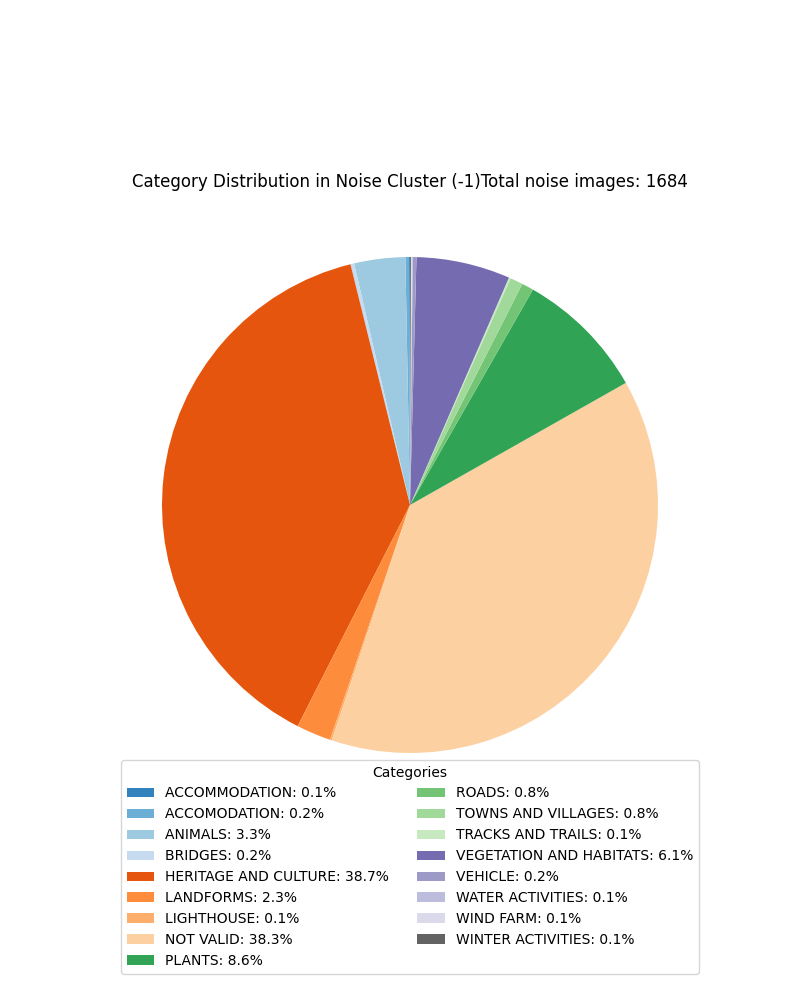 Category Distribution in Noise Cluster (-1)Total noise images: 1684
Categories
ACCOMMODATION: 0.1%
ACCOMODATION: 0.2%
ANIMALS: 3.3%
BRIDGES: 0.2%
HERITAGE AND CULTURE: 38.7%
LANDFORMS: 2.3%
LIGHTHOUSE: 0.1%
NOT VALID: 38.3%
PLANTS: 8.6%
ROADS: 0.8%
TOWNS AND VILLAGES: 0.8%
TRACKS AND TRAILS: 0.1%
VEGETATION AND HABITATS: 6.1%
VEHICLE: 0.2%
WATER ACTIVITIES: 0.1%
WIND FARM: 0.1%
WINTER ACTIVITIES: 0.1%